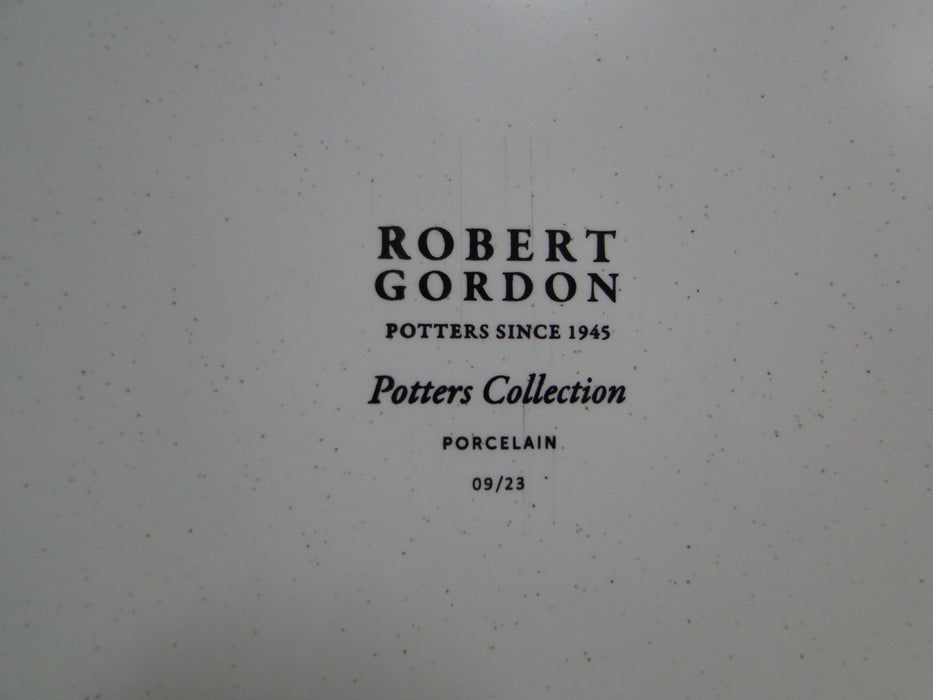 ROBERT
GORDON
POTTERS SINCE 1945
Potters Collection
PORCELAIN
09/23